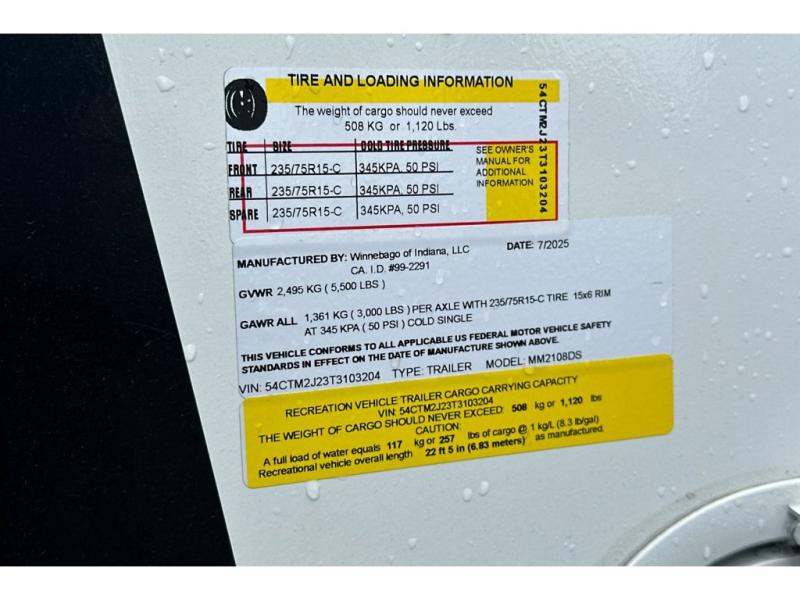 TIRE AND LOADING INFORMATION
The weight of cargo should never exceed
508 KG or 1,120 Lbs.
TIRE SIZE COLD TIRE PRESSURE
FRONT 235/75R15-C 345KPA, 50 PSI
REAR 235/75R15-C 345KPA, 50 PSI
SPARE 235/75R15-C 345KPA, 50 PSI
SEE OWNER'S
MANUAL FOR
ADDITIONAL
INFORMATION
54CTM2J23T3103204
MANUFACTURED BY: Winnebago of Indiana, LLC DATE: 7/2025
CA. I.D. #99-2291
GVWR 2,495 KG ( 5,500 LBS )
GAWR ALL 1,361 KG ( 3,000 LBS ) PER AXLE WITH 235/75R15-C TIRE 15x6 RIM
AT 345 KPA ( 50 PSI ) COLD SINGLE
THIS VEHICLE CONFORMS TO ALL APPLICABLE US FEDERAL MOTOR VEHICLE SAFETY
STANDARDS IN EFFECT ON THE DATE OF MANUFACTURE SHOWN ABOVE.
VIN: 54CTM2J23T3103204 TYPE: TRAILER MODEL: MM2108DS
RECREATION VEHICLE TRAILER CARGO CARRYING CAPACITY
VIN: 54CTM2J23T3103204
THE WEIGHT OF CARGO SHOULD NEVER EXCEED: 508 kg or 1,120 lbs
CAUTION:
A full load of water equals 117 kg or 257 lbs of cargo @ 1 kg/L (8.3 lb/gal)
Recreational vehicle overall length 22 ft 5 in (6.83 meters) as manufactured.